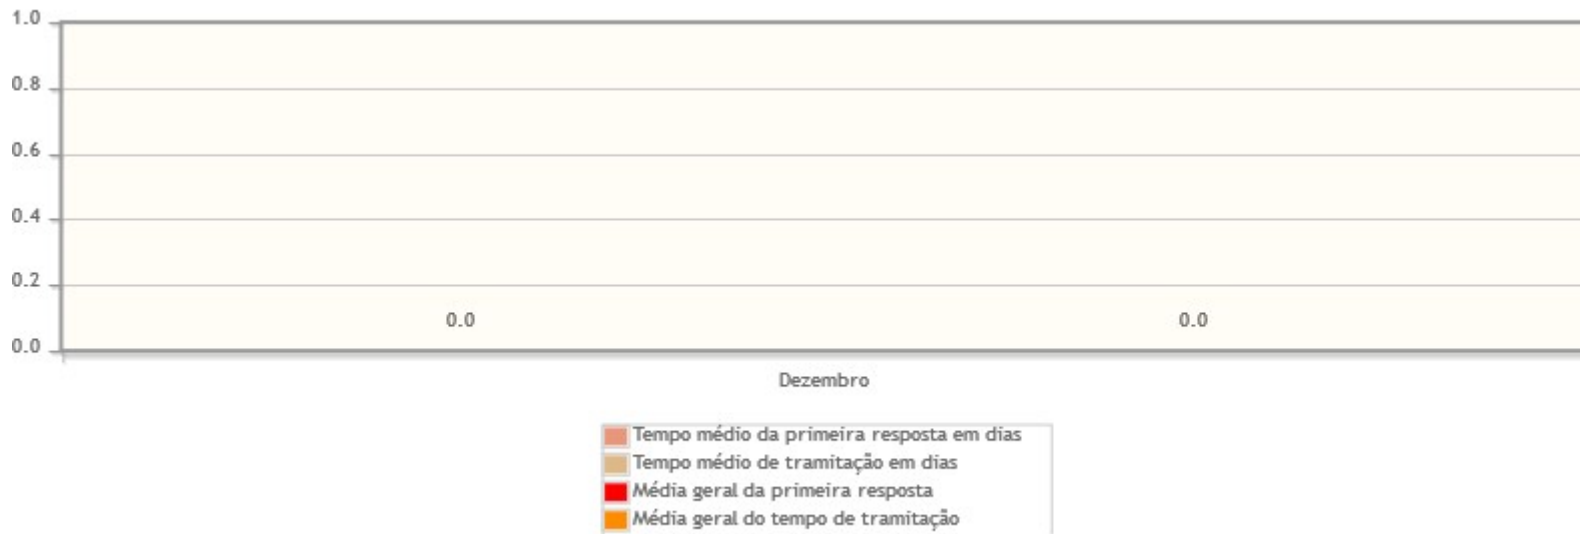 1.0
0.8
0.6
0.4
0.2
0.0 0.0
0.0
Dezembro
Tempo médio da primeira resposta em dias
Tempo médio de tramitação em dias
Média geral da primeira resposta
Média geral do tempo de tramitação